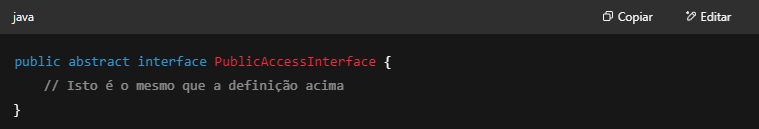 java
Copiar
Editar
public abstract interface PublicAccessInterface {
// Isto é o mesmo que a definição acima
}